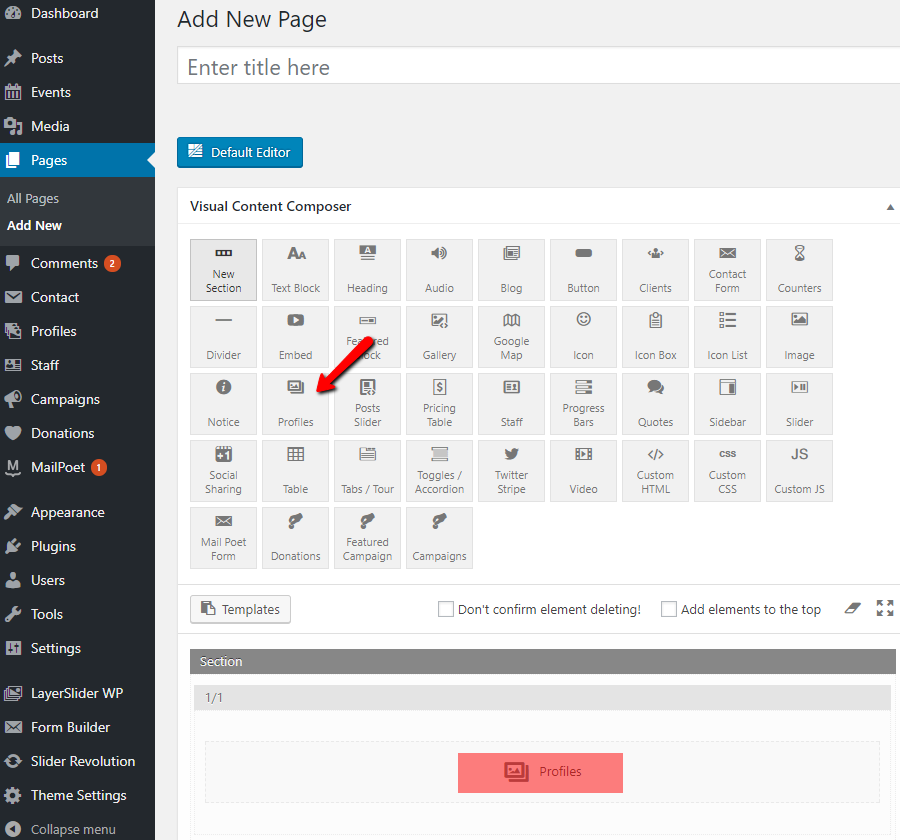 Dashboard
Posts
Events
Media
Pages
All Pages
Add New
Comments 2
Contact
Profiles
Staff
Campaigns
Donations
MailPoet 1
Appearance
Plugins
Users
Tools
Settings
LayerSlider WP
Form Builder
Slider Revolution
Theme Settings
Collapse menu
Add New Page
Enter title here
Default Editor
Visual Content Composer
New
Section
Text Block
Heading
Audio
Blog
Button
Clients
Contact
Form
Counters
Divider
Embed
Gallery
Google
Map
Icon
Icon Box
Icon List
Image
Notice
Profiles
Posts
Slider
Pricing
Table
Staff
Progress
Bars
Quotes
Sidebar
Slider
Social
Sharing
Table
Tabs / Tour
Toggles /
Accordion
Twitter
Stripe
Video
Custom
HTML
CSS
Custom
CSS
JS
Custom JS
Mail Poet
Form
Donations
Featured
Campaign
Campaigns
Templates
Don't confirm element deleting!
Add elements to the top
Section
1/1
Profiles